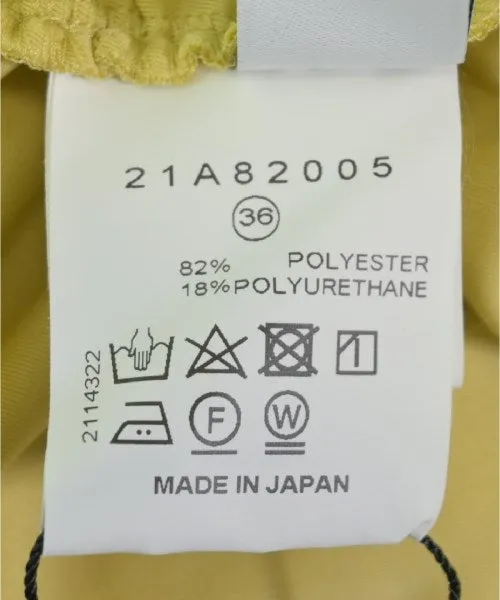 21A82005
36
82% POLYESTER
18% POLYURETHANE
2114322
F W
MADE IN JAPAN